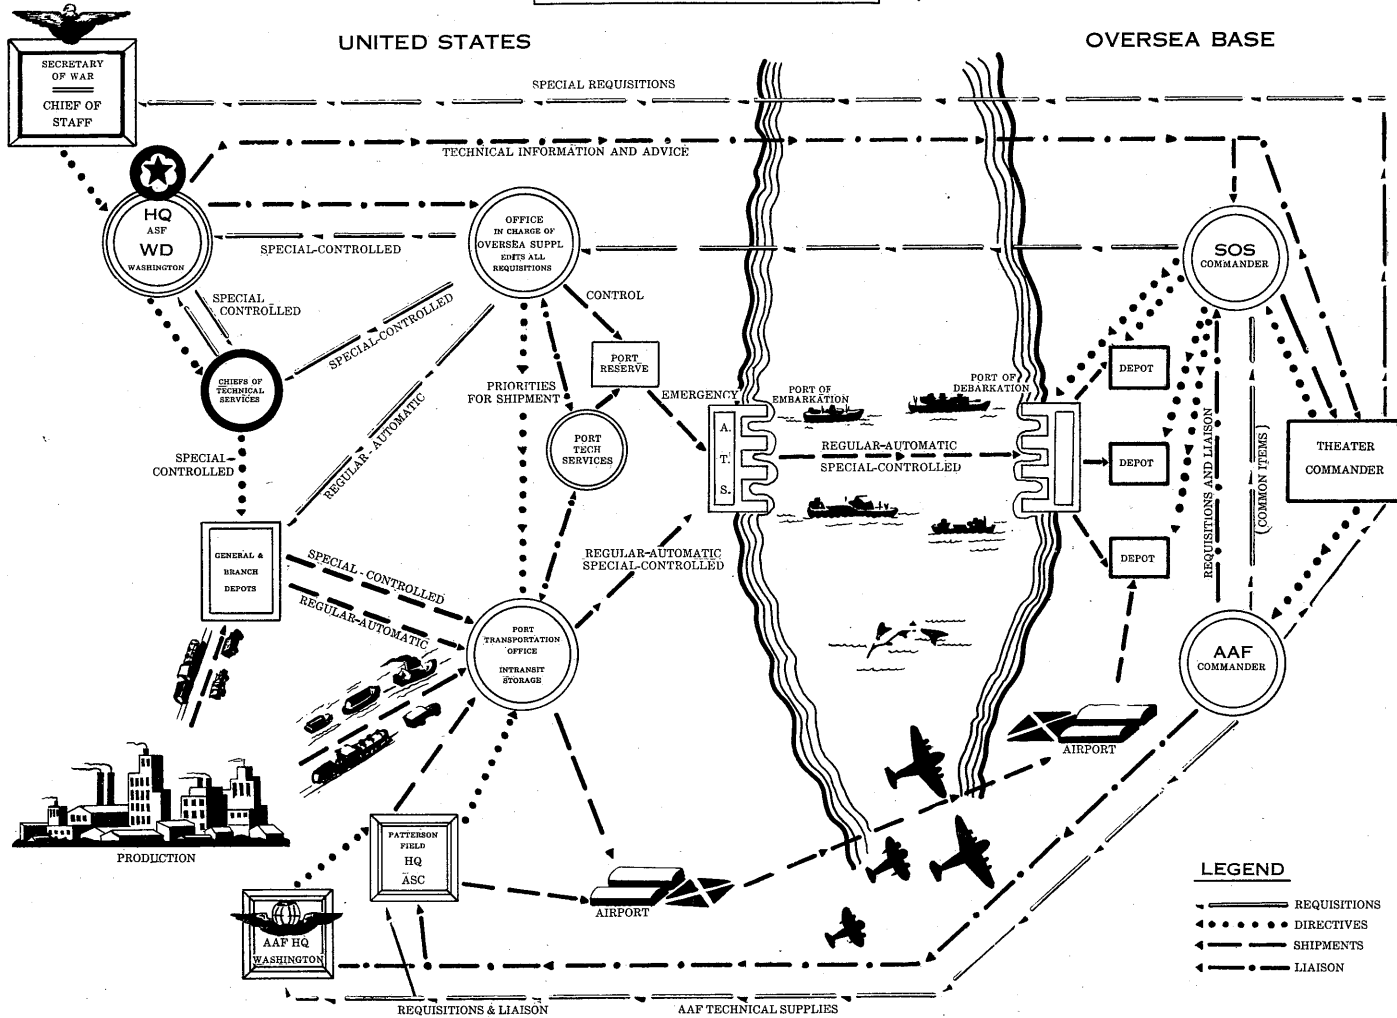 UNITED STATES
OVERSEA BASE
SECRETARY
OF WAR
CHIEF OF
STAFF
SPECIAL REQUISITIONS
TECHNICAL INFORMATION AND ADVICE
HQ
ASF
WD
WASHINGTON
SPECIAL-CONTROLLED
OFFICE
IN CHARGE OF
OVERSEA SUPPL
EDITS ALL
REQUISITIONS
SOS
COMMANDER
SPECIAL
CONTROLLED
SPECIAL-CONTROLLED
CONTROL
PORT
RESERVE
CHIEFS OF
TECHNICAL
SERVICES
PRIORITIES
FOR SHIPMENT
EMERGENCY
PORT OF
EMBARKATION
PORT OF
DEBARKATION
DEPOT
DEPOT
DEPOT
REGULAR-AUTOMATIC
PORT
TECH
SERVICES
A.
T.
S.
REGULAR-AUTOMATIC
SPECIAL-CONTROLLED
REQUISITIONS AND LIAISON
(COMMON ITEMS)
THEATER
COMMANDER
SPECIAL-
CONTROLLED
GENERAL &
BRANCH
DEPOTS
SPECIAL-CONTROLLED
REGULAR-AUTOMATIC
REGULAR-AUTOMATIC
SPECIAL-CONTROLLED
PORT
TRANSPORTATION
OFFICE
INTRANSIT
STORAGE
AAF
COMMANDER
AIRPORT
PRODUCTION
PATTERSON
FIELD
HQ
ASC
AIRPORT
AAF HQ
WASHINGTON
REQUISITIONS & LIAISON
AAF TECHNICAL SUPPLIES
LEGEND
REQUISITIONS
DIRECTIVES
SHIPMENTS
LIAISON